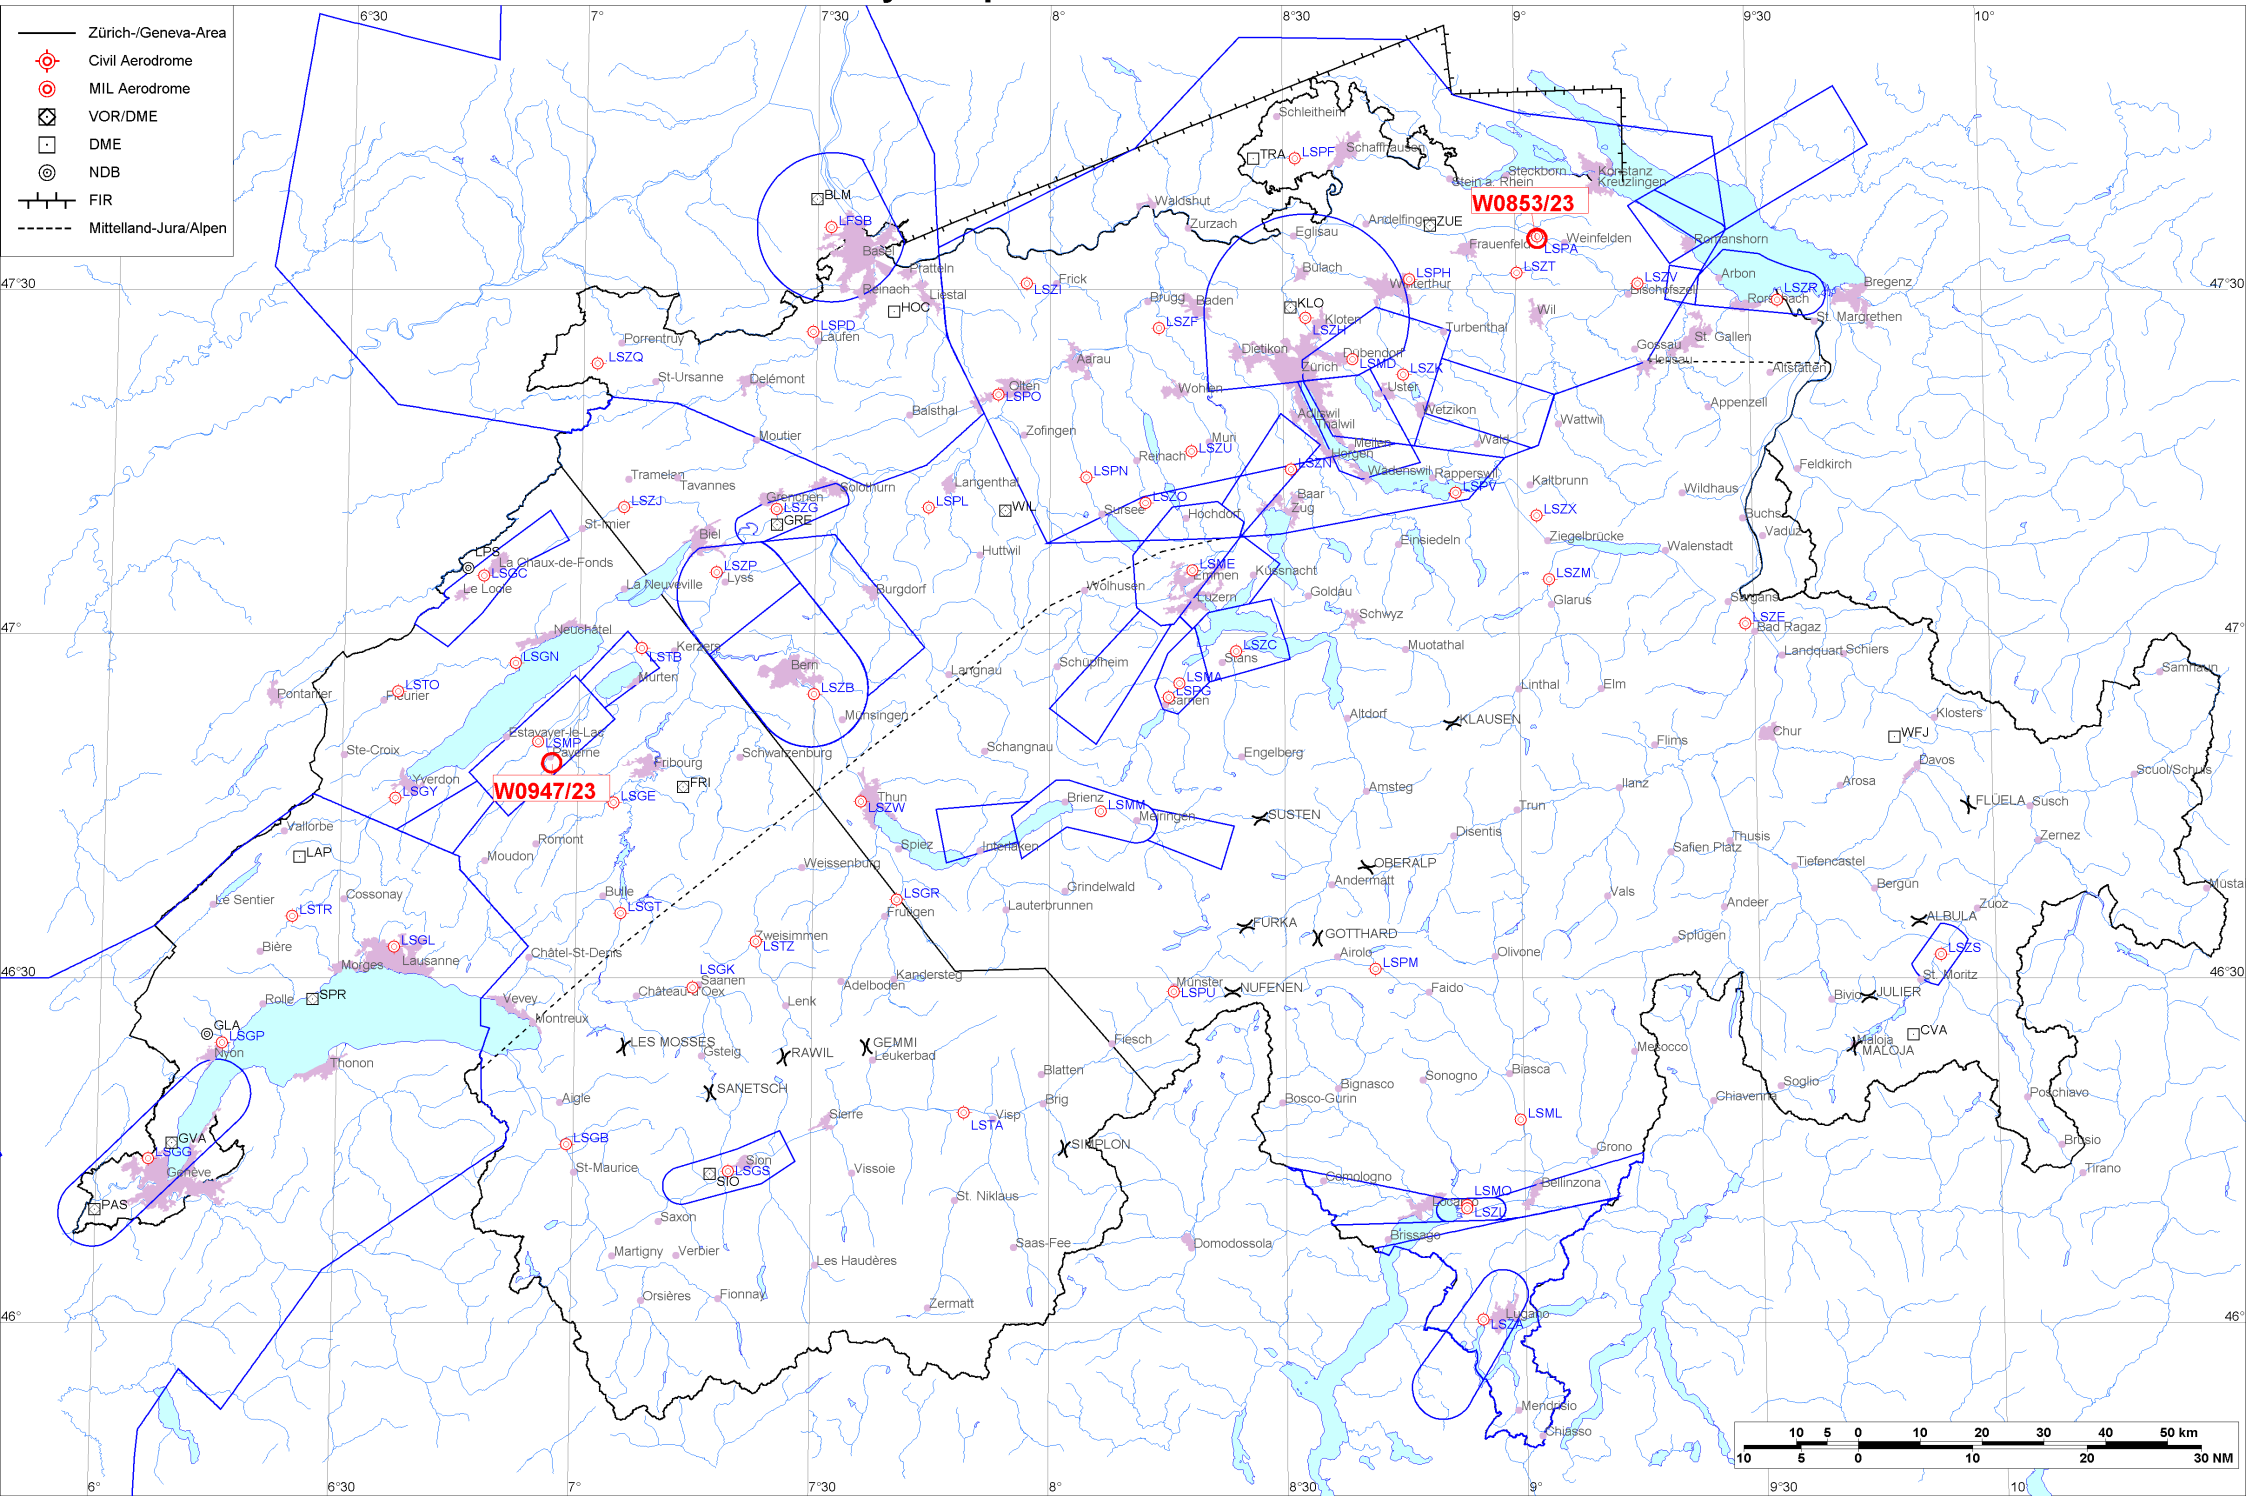 6°30
7°
7°30
8°
8°30
9°
9°30
10°
Zürich-/Geneva-Area
Civil Aerodrome
MIL Aerodrome
VOR/DME
DME
NDB
FIR
Mittelland-Jura/Alpen
Schleitheim
TRA
LSPF
Schaffhausen
Steckborn
Konstanz
Stein a. Rhein
Kreuzlingen
BLM
LFSB
Basel
Waldshut
Zurzach
Eglisau
Andelfingen
ZUE
W0853/23
Weinfelden
LSPA
Frauenfeld
Romanshorn
Pratteln
Reinach
Liestal
HOC
LSZI
Frick
Bülach
LSPH
Winterthur
LSZT
LSZV
Bischofszell
Arbon
LSZR
Rorschach
Bregenz
47°30
47°30
Brugg
Baden
KLO
Kloten
LSZH
Wil
St. Margrethen
LSPD
Laufen
LSZF
Turbenthal
St. Gallen
Porrentruy
LSZQ
Aarau
Dietikon
Dübendorf
LSMD
Zürich
LSZK
Gossau
Herisau
Altstätten
St-Ursanne
Delémont
Olten
LSPO
Wohlen
Uster
Wetzikon
Appenzell
Balsthal
Adliswil
Thalwil
Wattwil
Moutier
Zofingen
Muri
LSZU
Meilen
Horgen
Wald
Tramelan
Tavannes
Reinach
LSPN
LSZN
Wädenswil
Rapperswil
LSPV
Kaltbrunn
Feldkirch
Grenchen
Solothurn
LSZG
GRE
Langenthal
LSPL
WIL
LSZJ
St-Imier
Sursee
LSZO
Hochdorf
Baar
Zug
LSZX
Wildhaus
Buchs
Vaduz
Biel
Huttwil
Einsiedeln
Ziegelbrücke
Walenstadt
LPS
La Chaux-de-Fonds
LSGC
Le Locle
LSZP
Lyss
La Neuveville
Burgdorf
Wolhusen
LSME
Emmen
Küssnacht
Luzern
Goldau
LSZM
Glarus
Sargans
Schwyz
LSZE
Bad Ragaz
47°
47°
Neuchâtel
LSGN
LSTB
Kerzers
Murten
Bern
LSZB
Langnau
Schüpfheim
LSZC
Stans
Muotathal
Landquart
Schiers
Samnaun
Pontarlier
LSTO
Fleurier
LSMA
LSPG
Sarnen
Linthal
Elm
Münsingen
Altdorf
KLAUSEN
Klosters
Ste-Croix
Estavayer-le-Lac
LSMP
Payerne
Schwarzenburg
Schangnau
Engelberg
Flims
Chur
WFJ
Davos
Scuol/Schuls
Fribourg
FRI
Yverdon
LSGY
W0947/23
LSGE
Thun
LSZW
Brienz
LSMM
Meiringen
SUSTEN
Amsteg
Trun
Ilanz
Arosa
FLÜELA
Susch
Vallorbe
LAP
Romont
Moudon
Spiez
Interlaken
Disentis
Thusis
Safien Platz
Zernez
Weissenburg
OBERALP
Andermatt
Tiefencastel
Bergün
Le Sentier
Cossonay
LSTR
Bulle
LSGT
LSGR
Frutigen
Grindelwald
Lauterbrunnen
FURKA
GOTTHARD
Vals
Andeer
ALBULA
Zuoz
Bière
LSGL
Lausanne
Morges
Châtel-St-Denis
Zweisimmen
LSTZ
Airolo
Olivone
Splügen
LSZS
St. Moritz
46°30
46°30
LSGK
Saanen
Château-d'Oex
Adelboden
Kandersteg
Münster
LSPU
NUFENEN
LSPM
Faido
Bivio
JULIER
Rolle
SPR
Vevey
Montreux
Lenk
GLA
LSGP
Nyon
Thonon
LES MOSSES
Gsteig
RAWIL
GEMMI
Leukerbad
Fiesch
Mesocco
CVA
Maloja
MALOJA
SANETSCH
Blatten
Bignasco
Sonogno
Biasca
Soglio
Chiavenna
Poschiavo
Aigle
Sierre
LSTA
Visp
Brig
Bosco-Gurin
LSML
GVA
LSGG
Genève
LSGB
St-Maurice
Sion
LSGS
SIO
Vissoie
SIMPLON
Grono
Brusio
Tirano
PAS
Saxon
St. Niklaus
Comologno
LSMO
Locarno
LSZL
Bellinzona
Martigny
Verbier
Les Haudères
Saas-Fee
Domodossola
Brissago
Orsières
Fionnay
Zermatt
46°
46°
Lugano
LSZA
Mendrisio
Chiasso
10 5 0 10 20 30 40 50 km
10 5 0 10 20 30 NM
6°
6°30
7°
7°30
8°
8°30
9°
9°30
10°